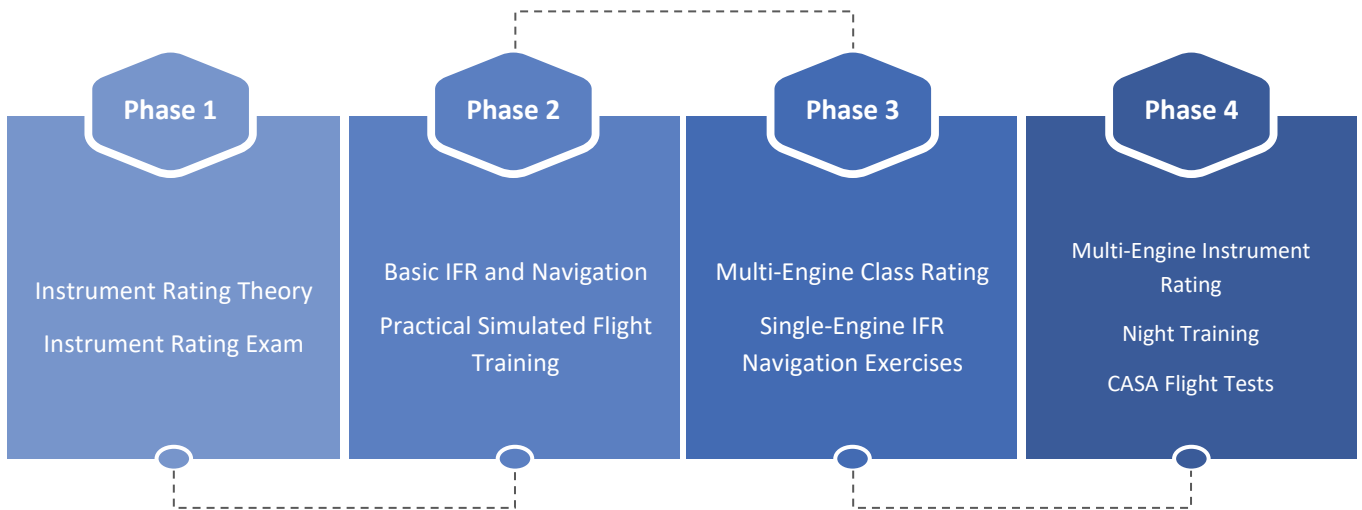 Phase 1
Instrument Rating Theory
Instrument Rating Exam
Phase 2
Basic IFR and Navigation
Practical Simulated Flight
Training
Phase 3
Multi-Engine Class Rating
Single-Engine IFR
Navigation Exercises
Phase 4
Multi-Engine Instrument
Rating
Night Training
CASA Flight Tests